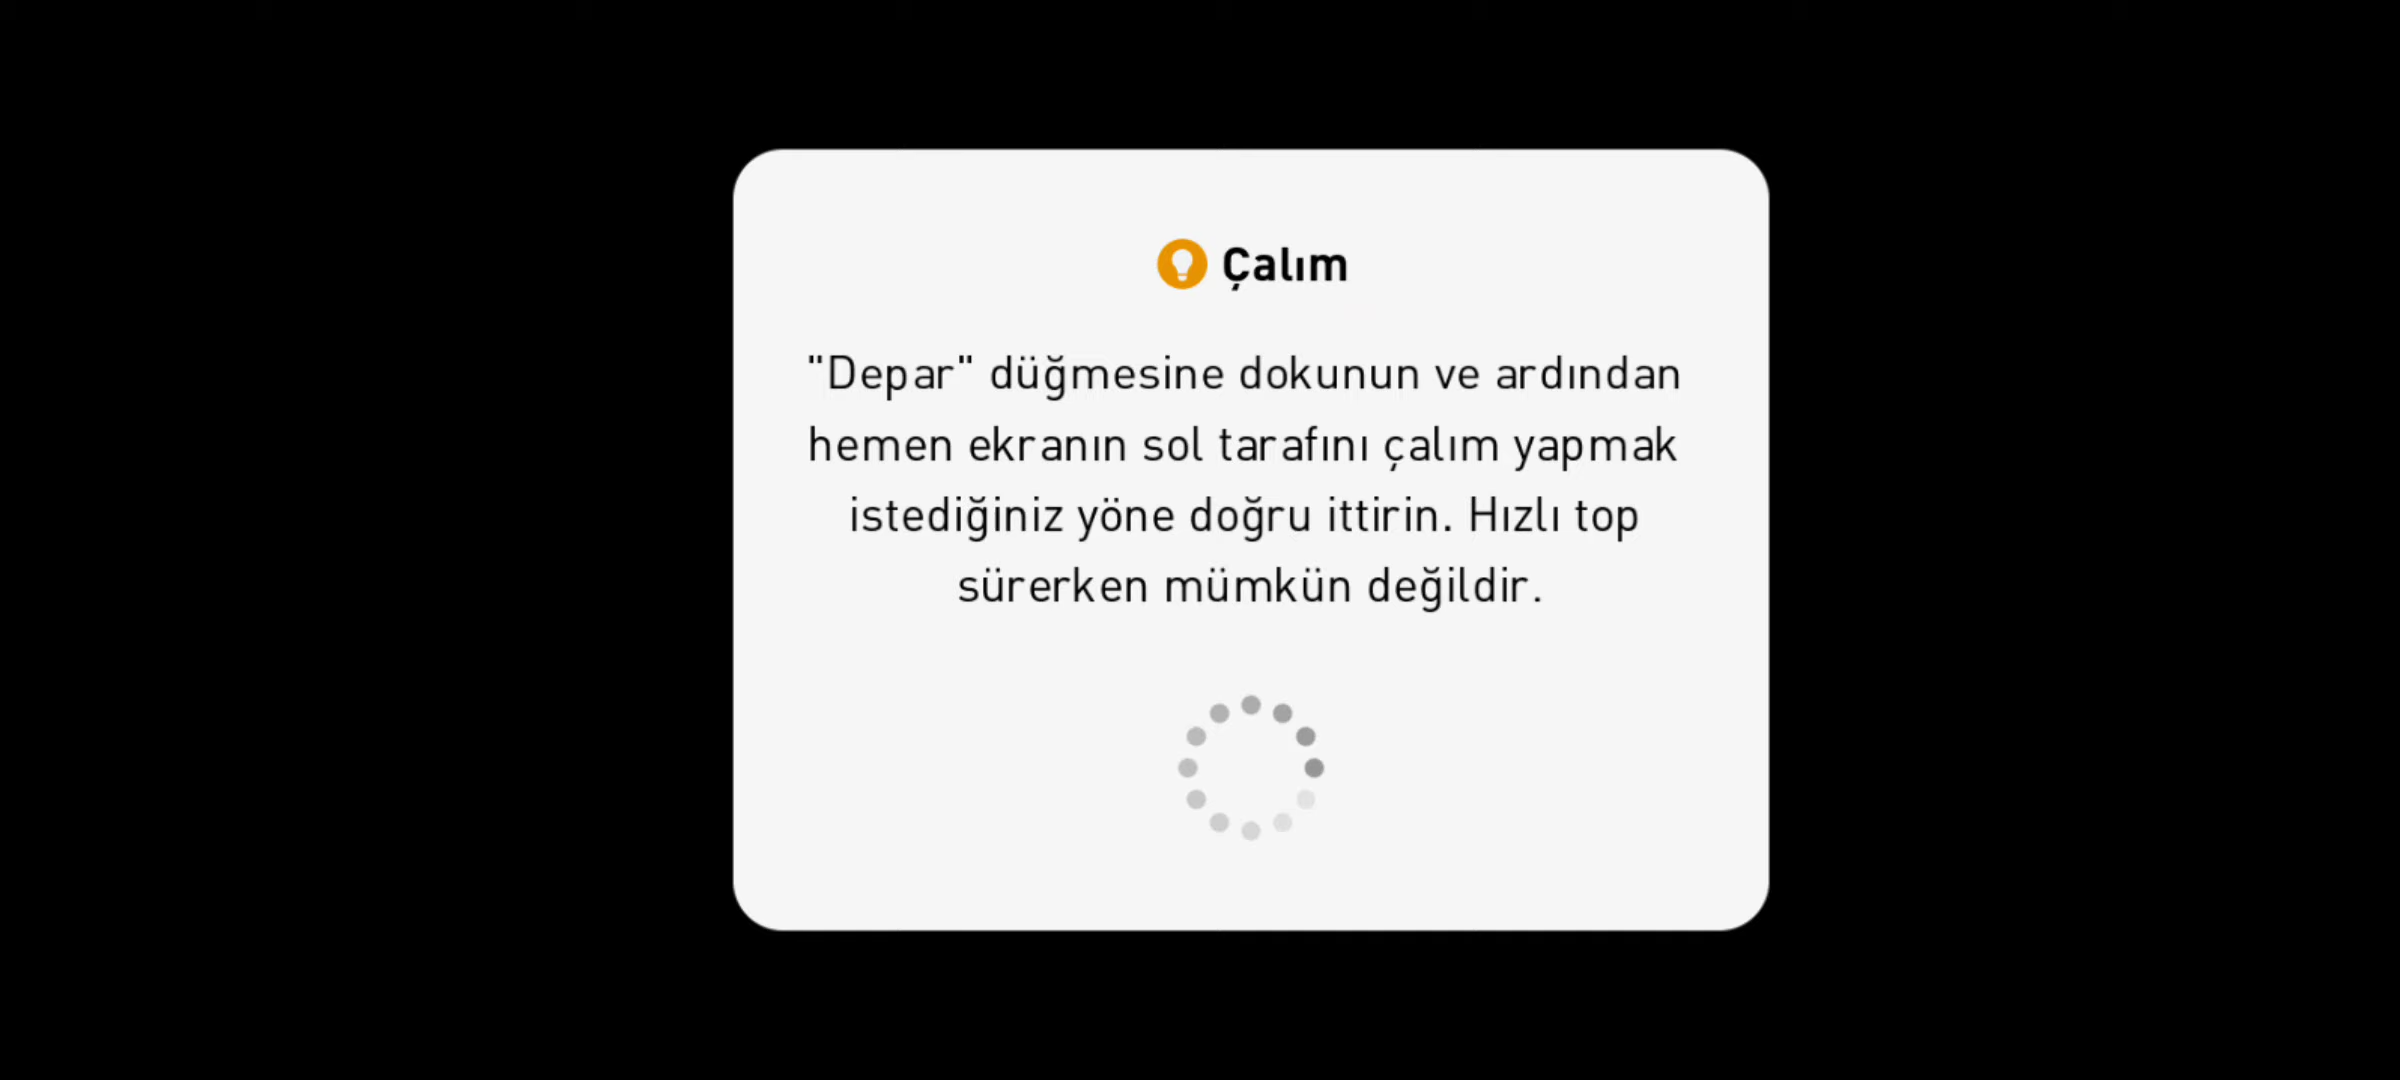 Çalım
"Depar" düğmesine dokunun ve ardından
hemen ekranın sol tarafını çalım yapmak
istediğiniz yöne doğru ittirin. Hızlı top
sürerken mümkün değildir.